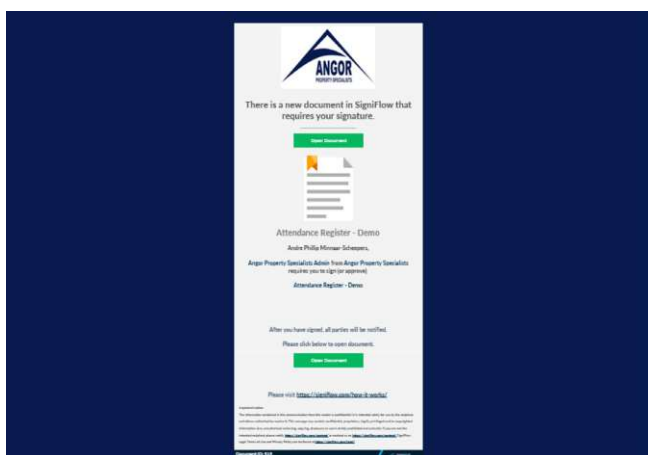 ANGOR
PROPERTY SPECIALISTS
There is a new document in SigniFlow that
requires your signature.
Open Document
Attendance Register - Demo
Andre Phillip Minnaar-Scheepers,
Angor Property Specialists Admin from Angor Property Specialists
requires you to sign (or approve)
Attendance Register - Demo
After you have signed, all parties will be notified.
Please click below to open document.
Open Document
Please visit https://signiflow.com/how-it-works/